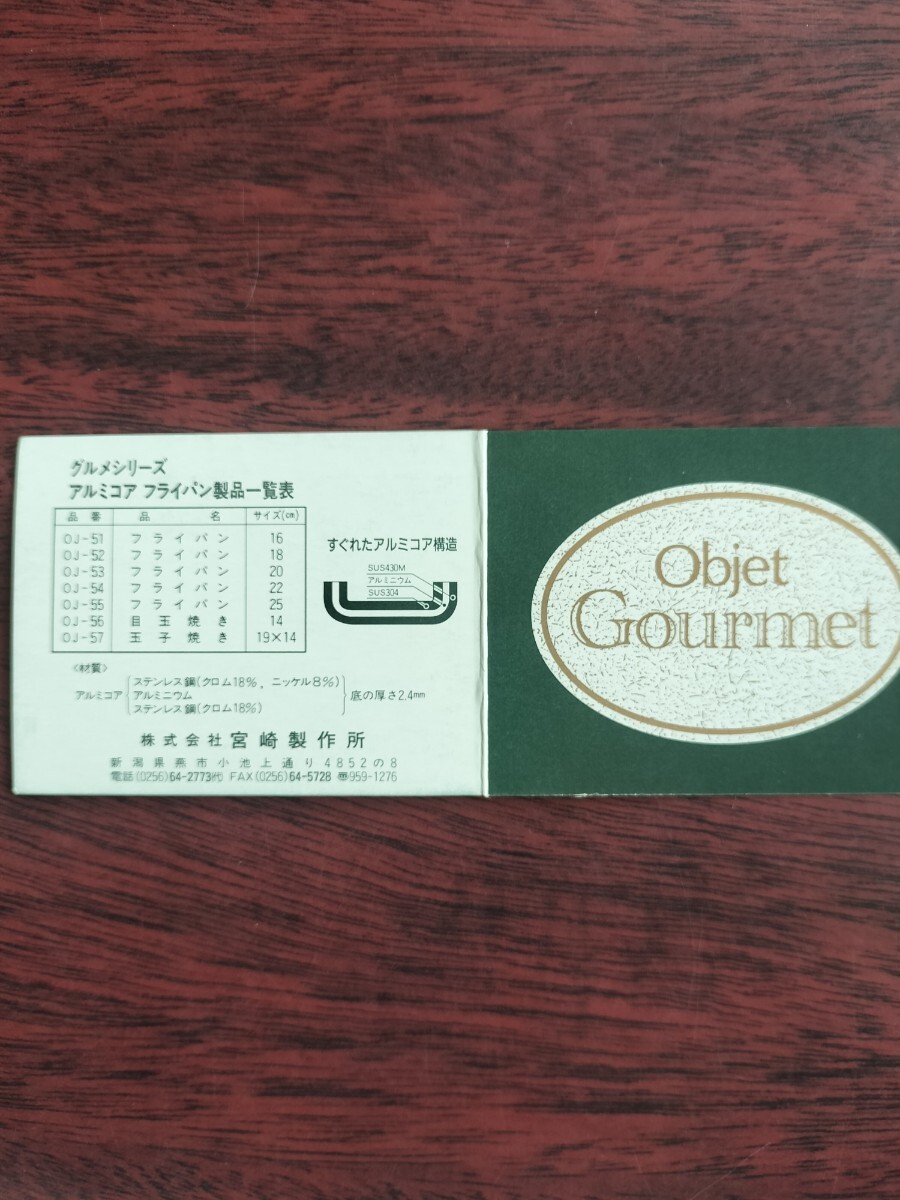 グルメシリーズ
アルミコア フライパン製品一覧表
品番 品名 サイズ(cm)
OJ-51 フライパン 16
OJ-52 フライパン 18
OJ-53 フライパン 20
OJ-54 フライパン 22
OJ-55 フライパン 25
OJ-56 目玉焼き 14
OJ-57 玉子焼き 19×14
すぐれたアルミコア構造
SUS430M
アルミニウム
SUS304
〈材質〉
アルミコア
ステンレス鋼(クロム18%, ニッケル8%)
アルミニウム
ステンレス鋼(クロム18%)
底の厚さ2.4mm
株式会社 宮崎製作所
新潟県燕市小池上通り4852の8
電話(0256)64-2773㈹ FAX(0256)64-5728 〠959-1276
Objet
Gourmet